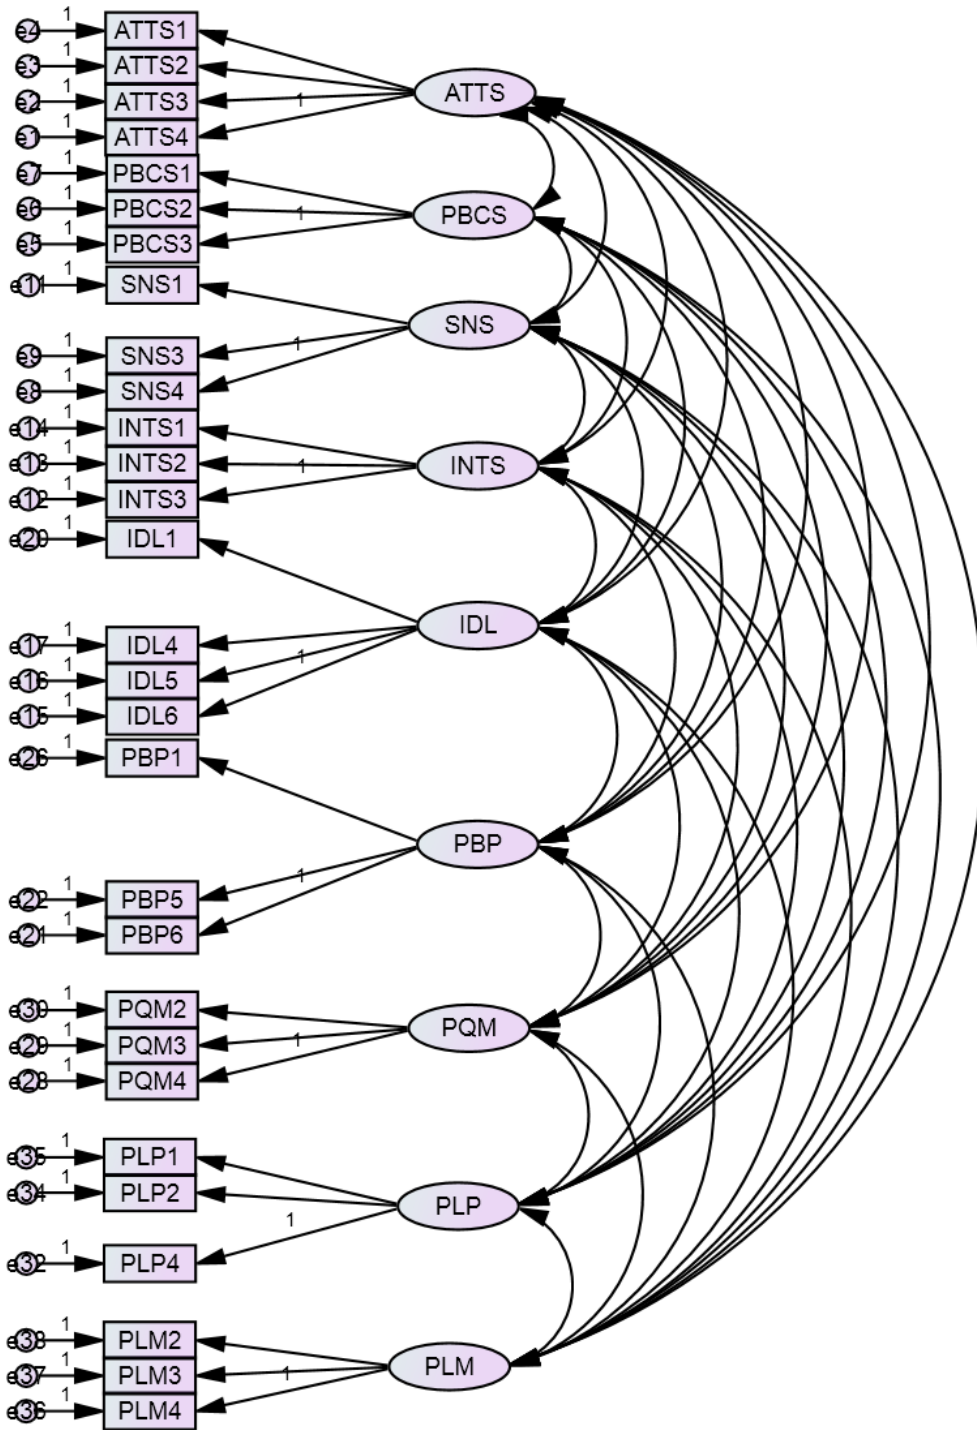 e4 1 ATTS1
e3 1 ATTS2
e2 1 ATTS3
e1 1 ATTS4
1 ATTS
e7 1 PBCS1
e6 1 PBCS2
e5 1 PBCS3
1 PBCS
e11 1 SNS1
e9 1 SNS3
e8 1 SNS4
1 SNS
e14 1 INTS1
e13 1 INTS2
e12 1 INTS3
1 INTS
e20 1 IDL1
e17 1 IDL4
e16 1 IDL5
e15 1 IDL6
1 IDL
e26 1 PBP1
e22 1 PBP5
e21 1 PBP6
1 PBP
e30 1 PQM2
e29 1 PQM3
e28 1 PQM4
1 PQM
e35 1 PLP1
e34 1 PLP2
e32 1 PLP4
1 PLP
e38 1 PLM2
e37 1 PLM3
e36 1 PLM4
1 PLM